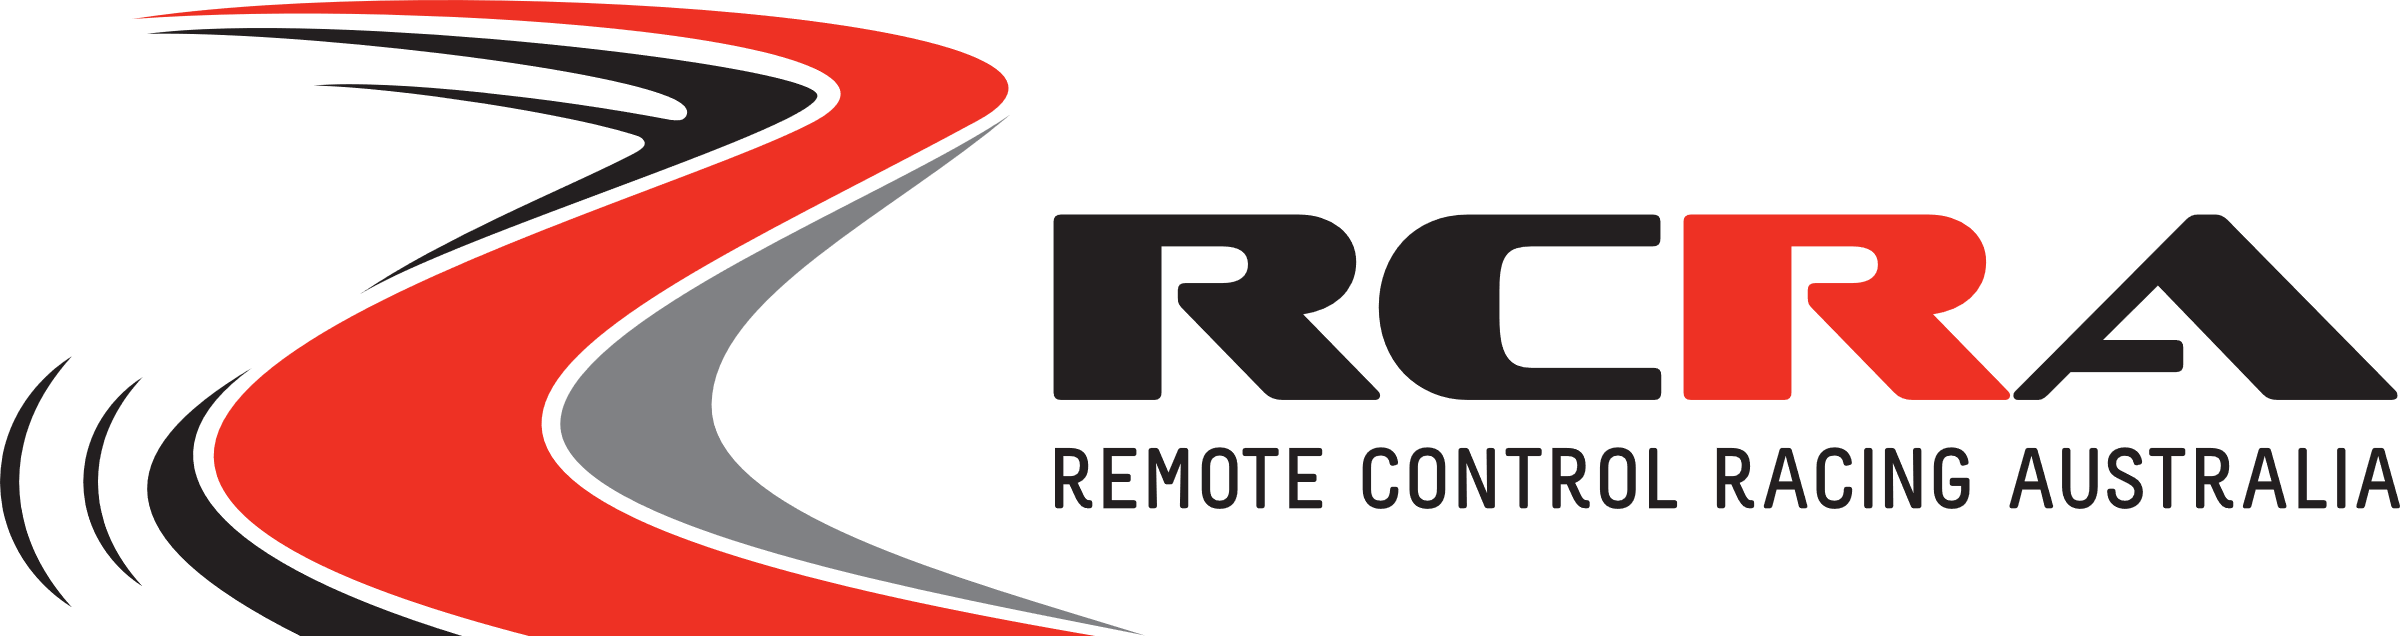 RCRA
REMOTE CONTROL RACING AUSTRALIA